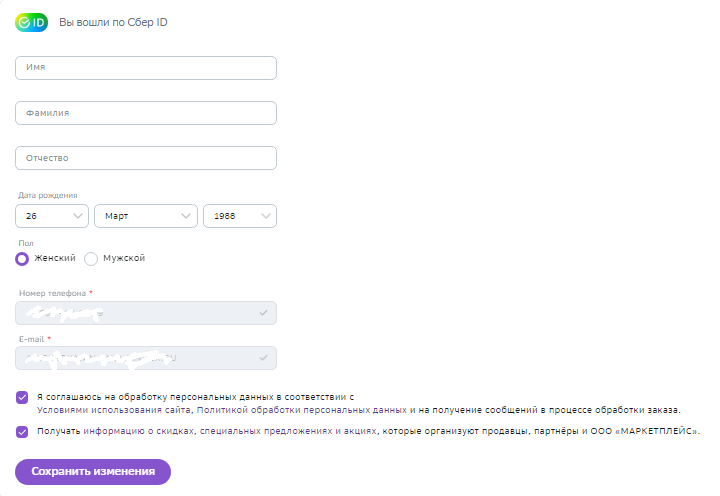 ID Вы вошли по Сбер ID
Имя
Фамилия
Отчество
Дата рождения
26 Март 1988
Пол
Женский Мужской
Номер телефона *
E-mail *
Я соглашаюсь на обработку персональных данных в соответствии с
Условиями использования сайта, Политикой обработки персональных данных и на получение сообщений в процессе обработки заказа.
Получать информацию о скидках, специальных предложениях и акциях, которые организуют продавцы, партнёры и ООО «МАРКЕТПЛЕЙС».
Сохранить изменения